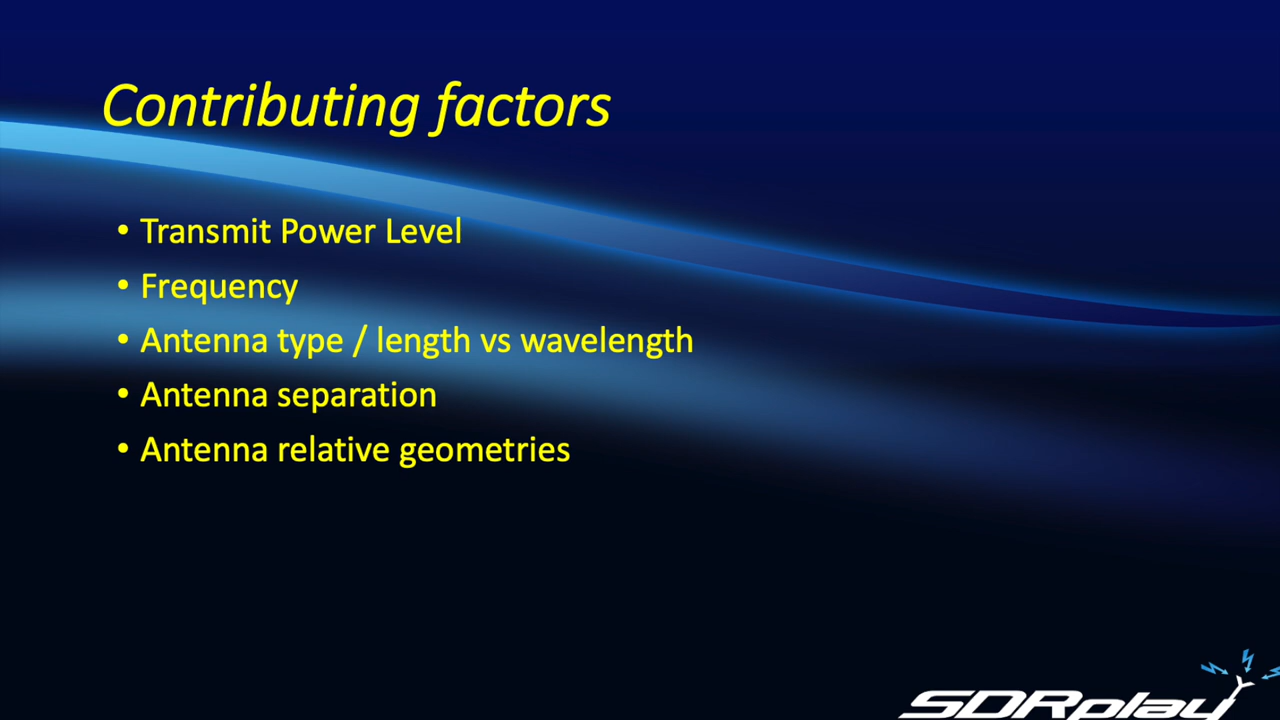 Contributing factors
• Transmit Power Level
• Frequency
• Antenna type / length vs wavelength
• Antenna separation
• Antenna relative geometries
SDRplay